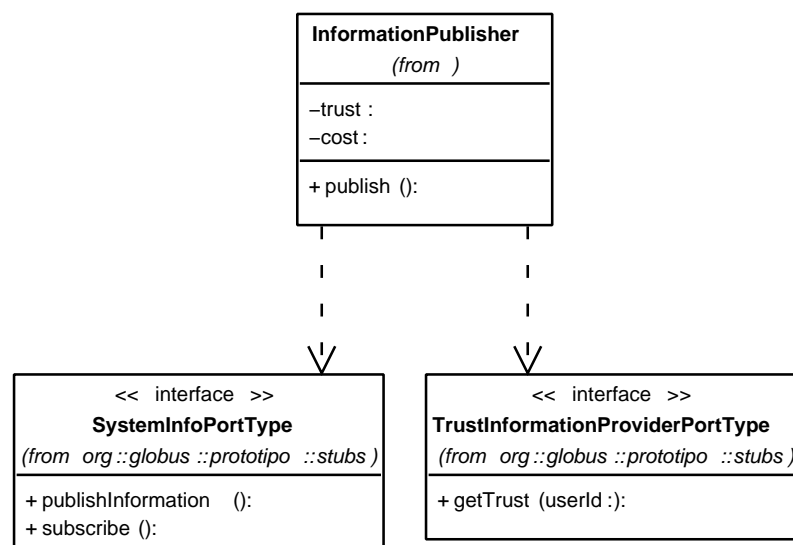 InformationPublisher
(from )
–trust :
–cost :
+ publish ():
<< interface >>
SystemInfoPortType
(from org :: globus :: prototipo :: stubs )
+ publishInformation ():
+ subscribe ():
<< interface >>
TrustInformationProviderPortType
(from org :: globus :: prototipo :: stubs )
+ getTrust (userId :):